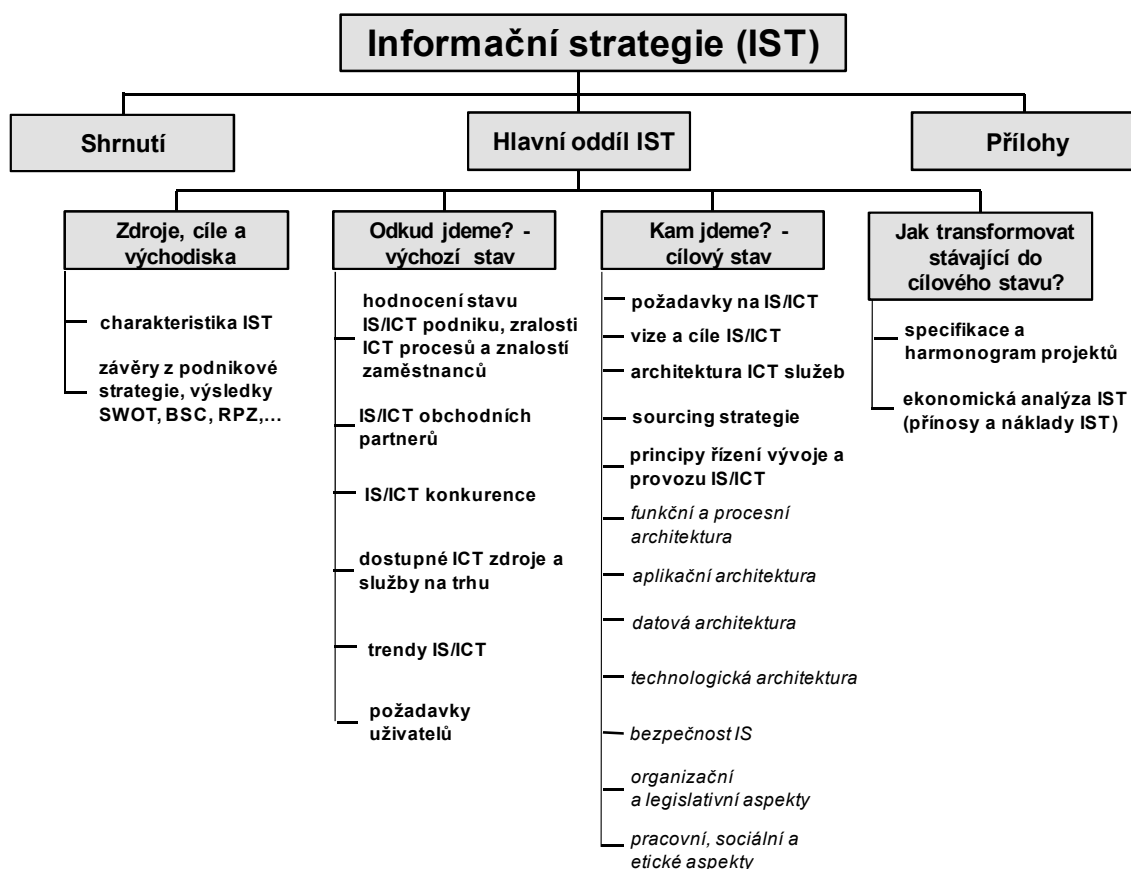 Informační strategie (IST)
Shrnutí
Hlavní oddíl IST
Přílohy
Zdroje, cíle a
východiska
charakteristika IST
závěry z podnikové
strategie, výsledky
SWOT, BSC, RPZ,...
Odkud jdeme? -
výchozí stav
hodnocení stavu
IS/ICT podniku, zralosti
ICT procesů a znalostí
zaměstnanců
IS/ICT obchodních
partnerů
IS/ICT konkurence
dostupné ICT zdroje a
služby na trhu
trendy IS/ICT
požadavky
uživatelů
Kam jdeme? -
cílový stav
požadavky na IS/ICT
vize a cíle IS/ICT
architektura ICT služeb
sourcing strategie
principy řízení vývoje a
provozu IS/ICT
funkční a procesní
architektura
aplikační architektura
datová architektura
technologická architektura
bezpečnost IS
organizační
a legislativní aspekty
pracovní, sociální a
etické aspekty
Jak transformovat
stávající do
cílového stavu?
specifikace a
harmonogram projektů
ekonomická analýza IST
(přínosy a náklady IST)